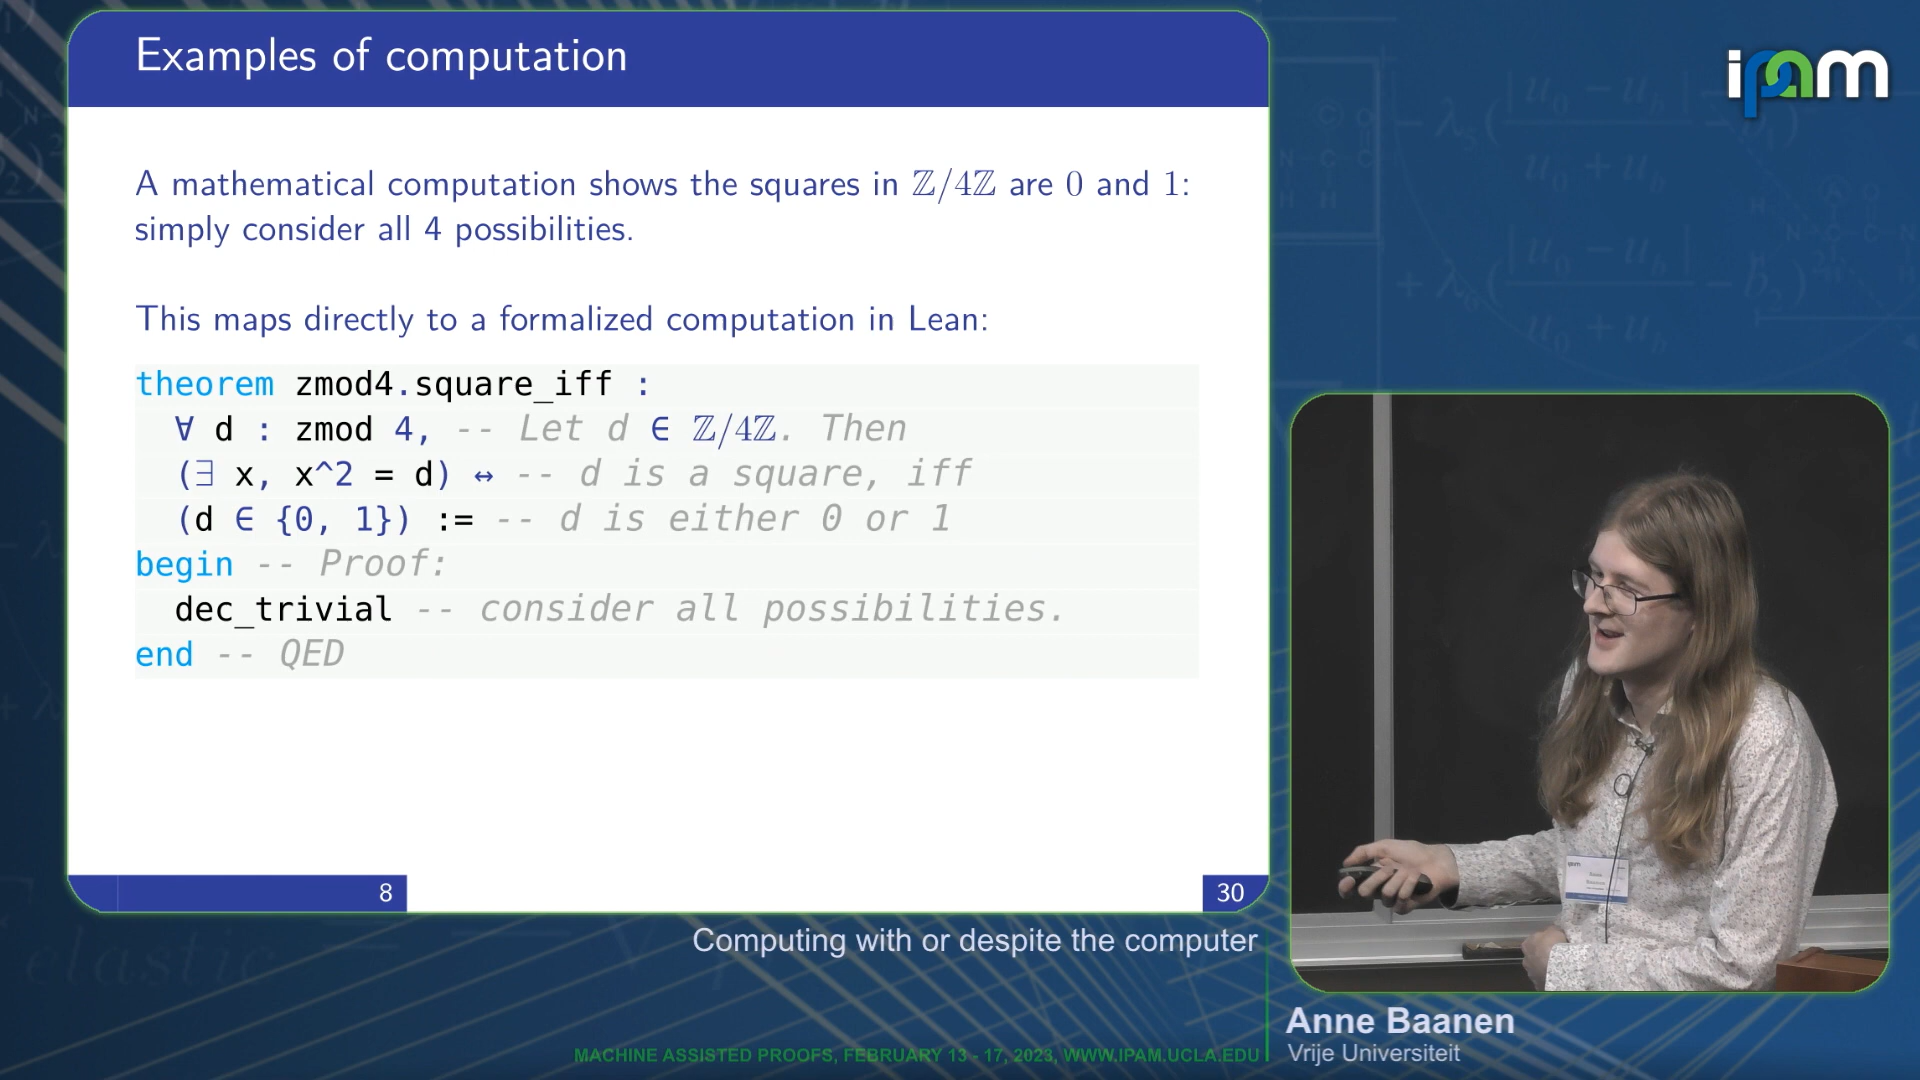 Examples of computation
ipam
A mathematical computation shows the squares in ℤ/4ℤ are 0 and 1:
simply consider all 4 possibilities.
This maps directly to a formalized computation in Lean:
theorem zmod4.square_iff :
∀ d : zmod 4, -- Let d ∈ ℤ/4ℤ. Then
(∃ x, x^2 = d) ↔ -- d is a square, iff
(d ∈ {0, 1}) := -- d is either 0 or 1
begin -- Proof:
dec_trivial -- consider all possibilities.
end -- QED
8
30
Computing with or despite the computer
Anne Baanen
Vrije Universiteit
MACHINE ASSISTED PROOFS, FEBRUARY 13 - 17, 2023, WWW.IPAM.UCLA.EDU